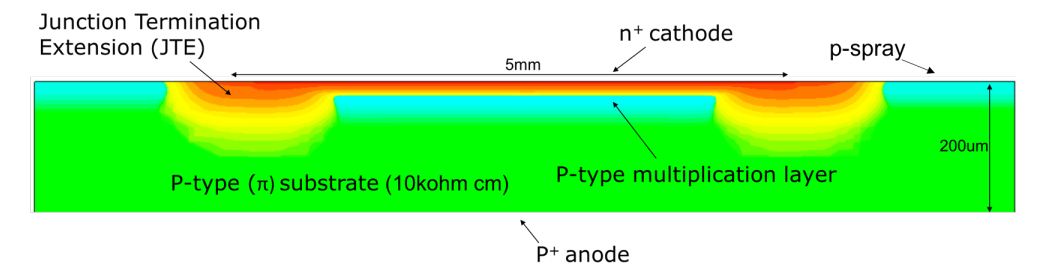 Junction Termination
Extension (JTE)
n+ cathode
p-spray
5mm
200um
P-type (π) substrate (10kohm cm)
P-type multiplication layer
P+ anode